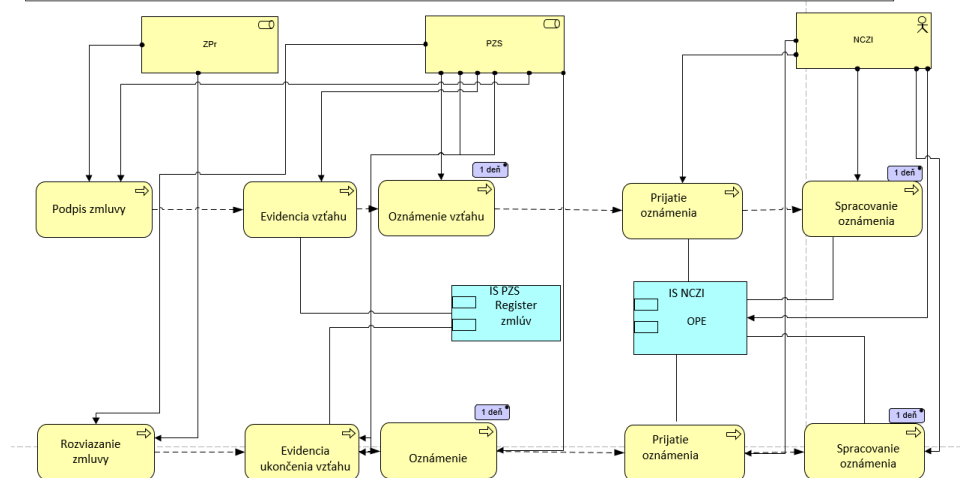 ZPr
PZS
NCZI
1 deň
1 deň
Podpis zmluvy
Evidencia vzťahu
Oznámenie vzťahu
Prijatie
oznámenia
Spracovanie
oznámenia
IS PZS
Register
zmlúv
IS NCZI
OPE
1 deň
1 deň
Rozviazanie
zmluvy
Evidencia
ukončenia vzťahu
Oznámenie
Prijatie
oznámenia
Spracovanie
oznámenia